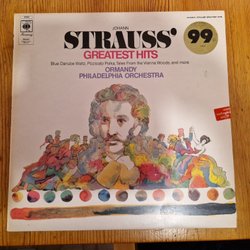 JOHANN
STRAUSS'
GREATEST HITS
Blue Danube Waltz, Pizzicato Polka, Tales From the Vienna Woods, and more
ORMANDY
PHILADELPHIA ORCHESTRA
CBS
99